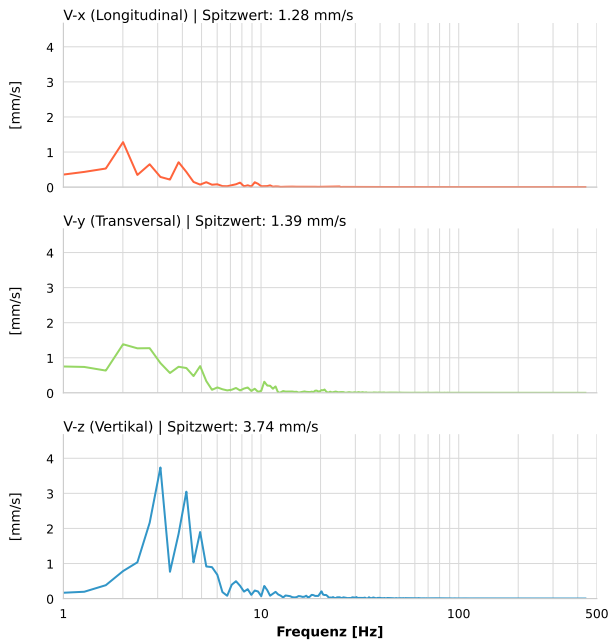 V-x (Longitudinal) | Spitzwert: 1.28 mm/s
4
3
2
1
0
[mm/s]
V-y (Transversal) | Spitzwert: 1.39 mm/s
4
3
2
1
0
[mm/s]
V-z (Vertikal) | Spitzwert: 3.74 mm/s
4
3
2
1
0
[mm/s]
1 10 100 500
Frequenz [Hz]